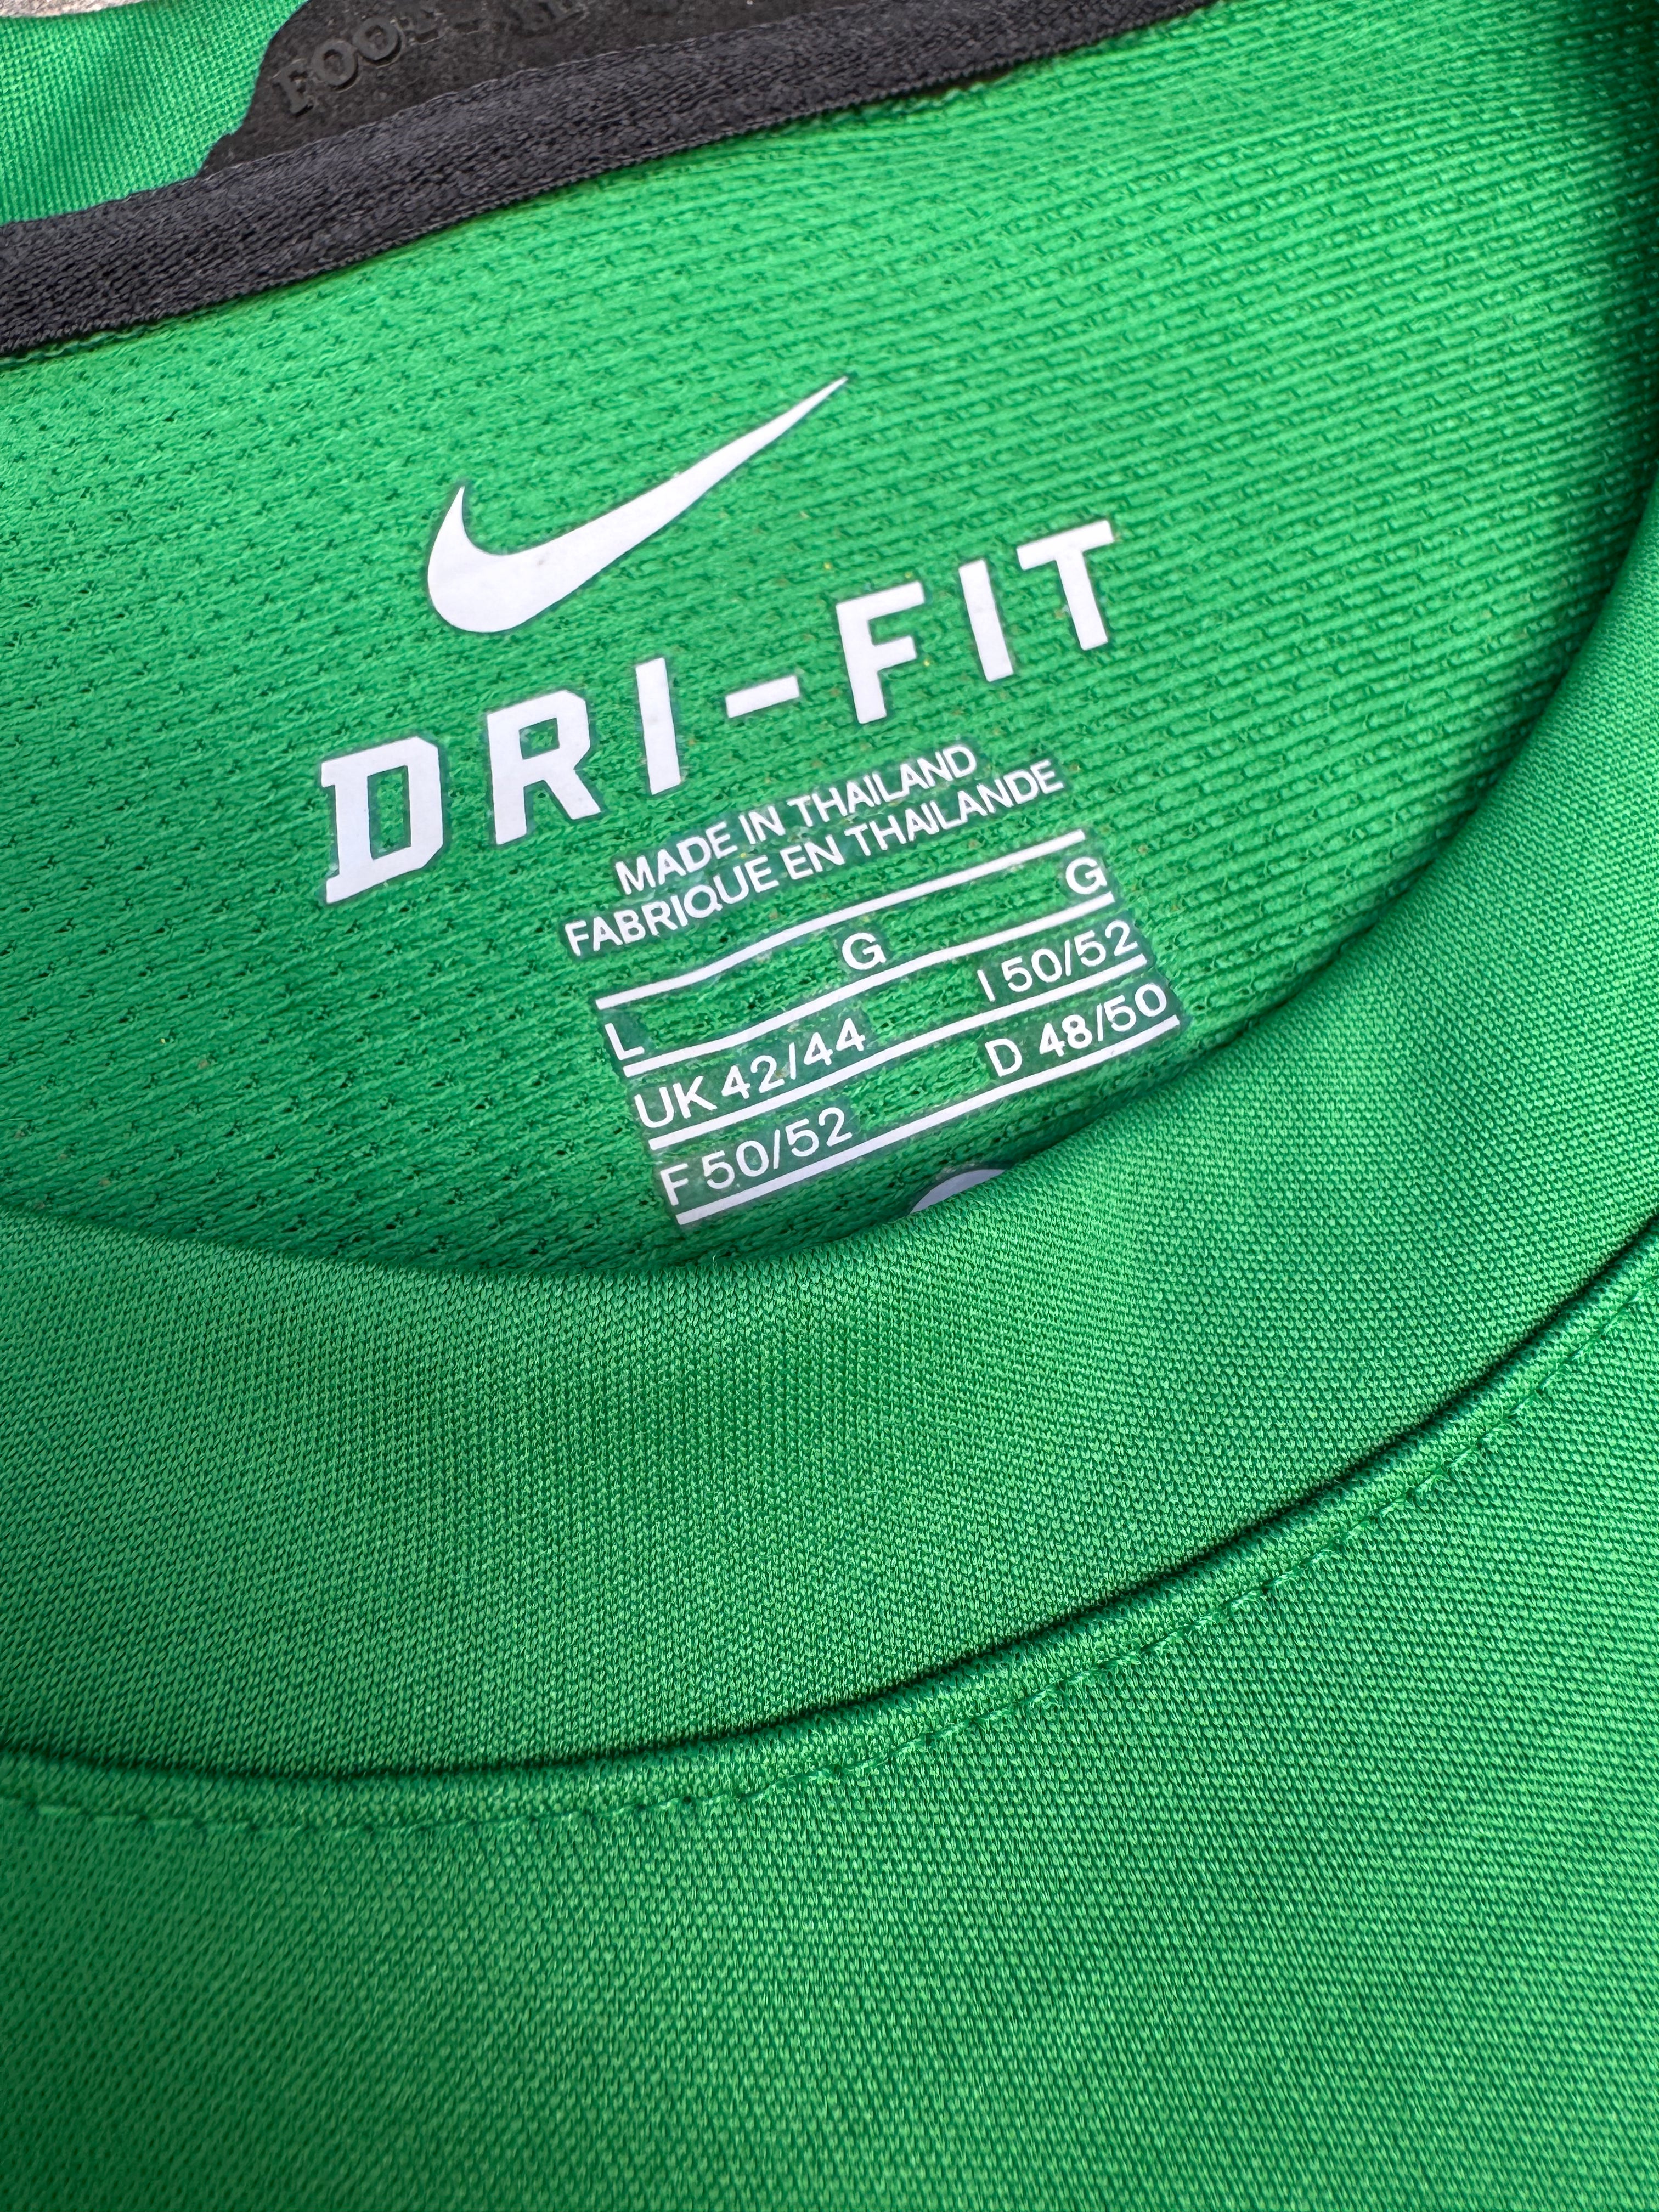 DRI-FIT
MADE IN THAILAND
FABRIQUE EN THAILANDE
L G G
UK 42/44 I 50/52
F 50/52 D 48/50